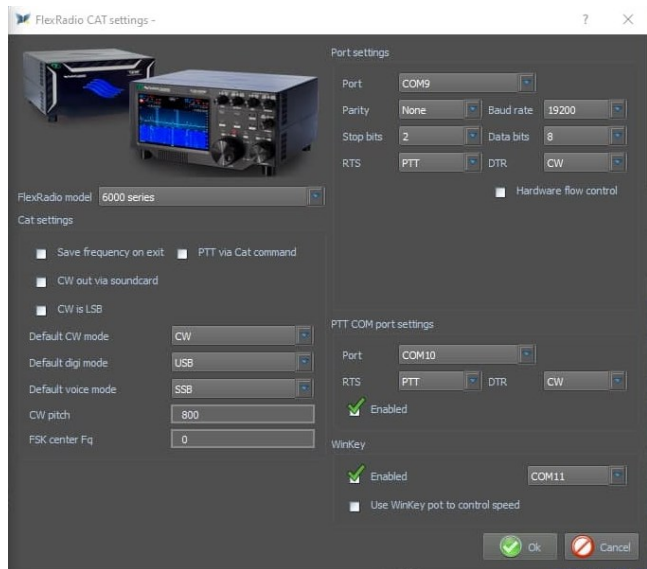 FlexRadio CAT settings -
FlexRadio model 6000 series
Cat settings
Save frequency on exit PTT via Cat command
CW out via soundcard
CW is LSB
Default CW mode CW
Default digi mode USB
Default voice mode SSB
CW pitch 800
FSK center Fq 0
Port settings
Port COM9
Parity None Baud rate 19200
Stop bits 2 Data bits 8
RTS PTT DTR CW
Hardware flow control
PTT COM port settings
Port COM10
RTS PTT DTR CW
Enabled
WinKey
Enabled COM11
Use WinKey pot to control speed
Ok Cancel